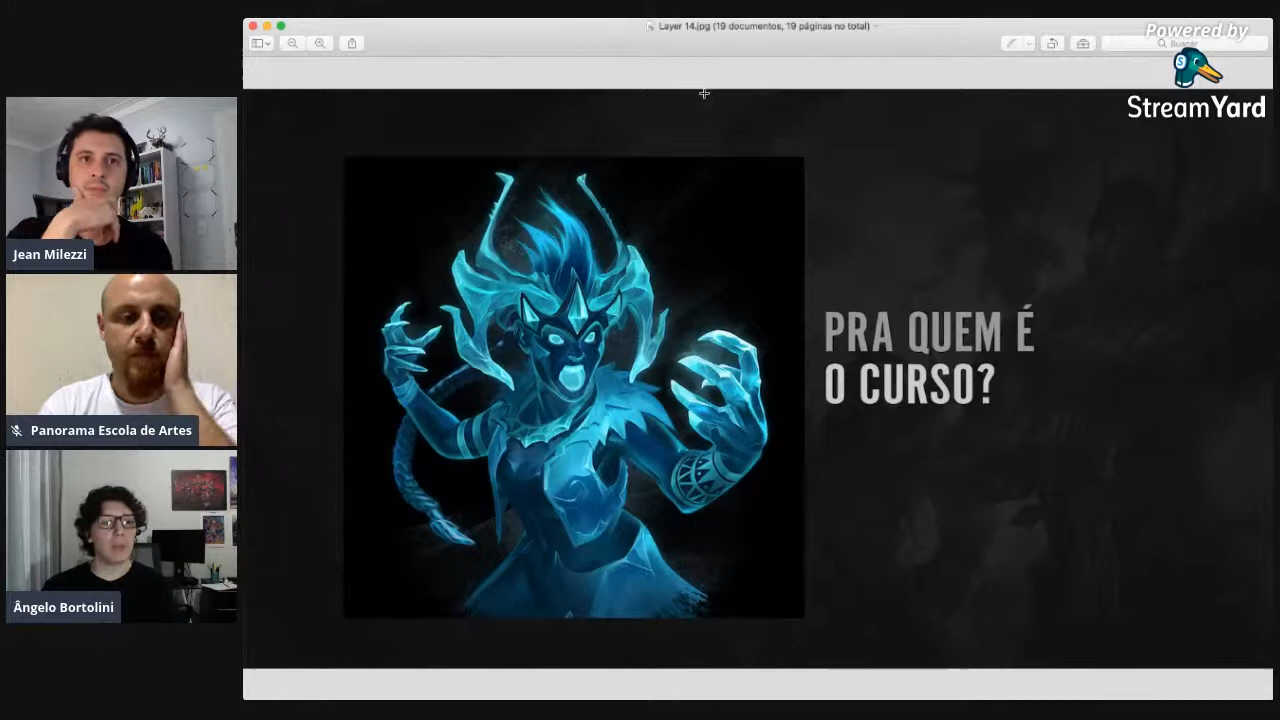 Layer 14.jpg (19 documentos, 19 páginas no total)
Buscar
Powered by
S
StreamYard
Jean Milezzi
Panorama Escola de Artes
Ângelo Bortolini
PRA QUEM É
O CURSO?